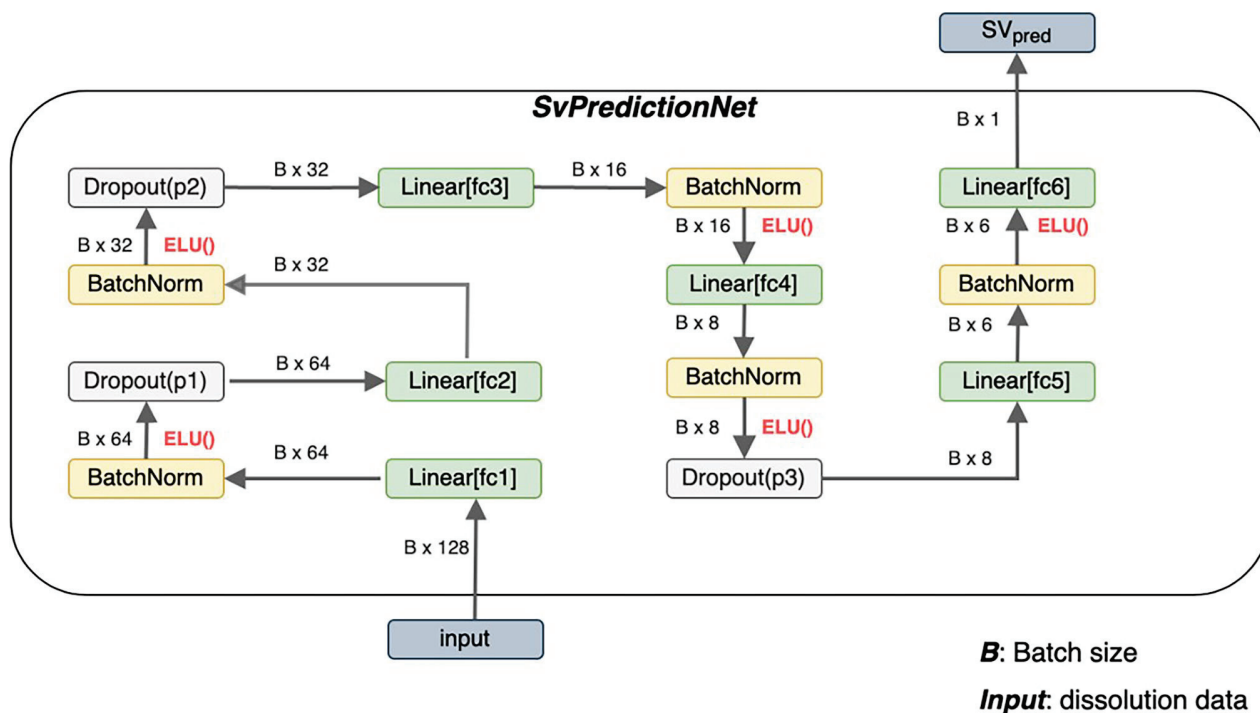 SVpred
SvPredictionNet
B x 1
Dropout(p2)
B x 32
Linear[fc3]
B x 16
BatchNorm
Linear[fc6]
B x 32
ELU()
B x 16
ELU()
B x 6
ELU()
BatchNorm
B x 32
Linear[fc4]
BatchNorm
B x 8
B x 6
Dropout(p1)
B x 64
Linear[fc2]
BatchNorm
Linear[fc5]
B x 64
ELU()
B x 8
ELU()
B x 64
B x 8
BatchNorm
Linear[fc1]
Dropout(p3)
B x 128
input
B: Batch size
Input: dissolution data